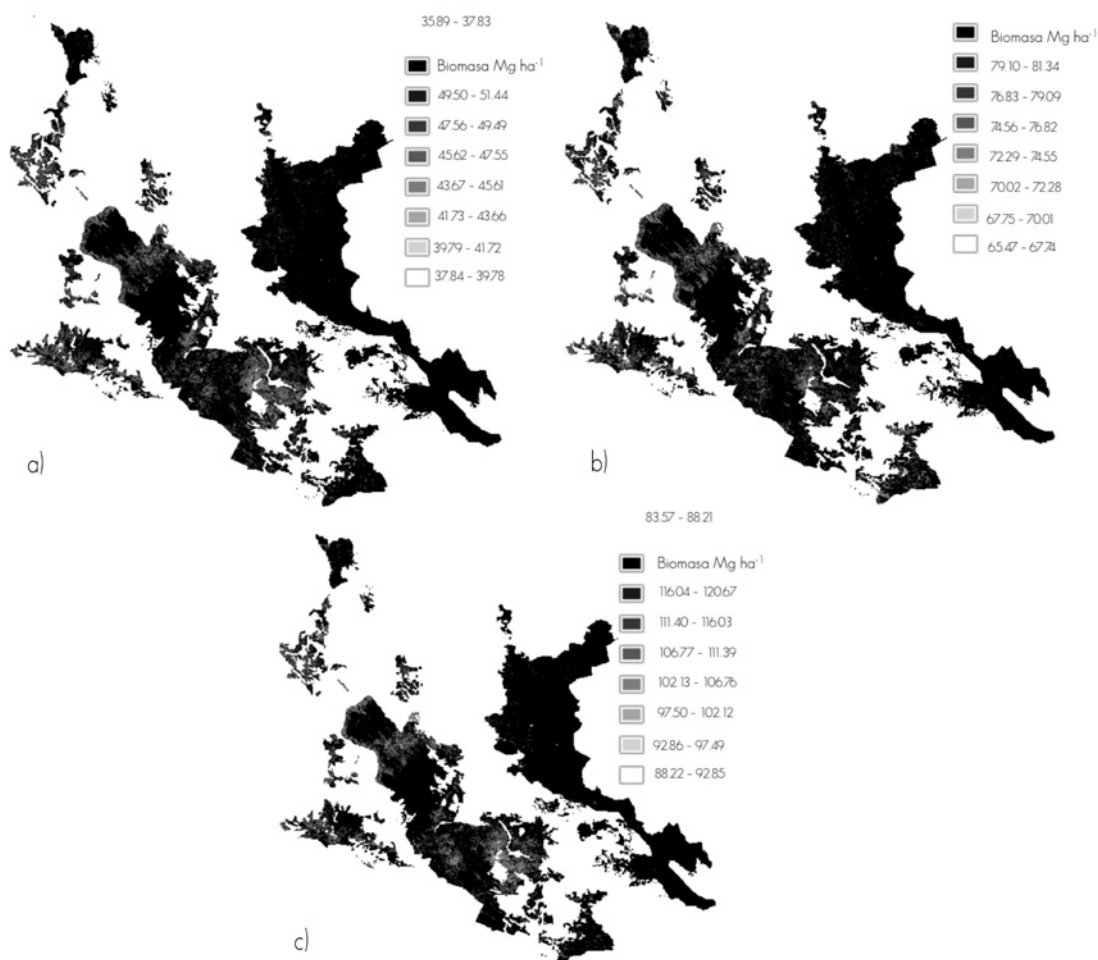 35.89 - 37.83
Biomasa Mg ha⁻¹
49.50 - 51.44
47.56 - 49.49
45.62 - 47.55
43.67 - 45.61
41.73 - 43.66
39.79 - 41.72
37.84 - 39.78
a)
Biomasa Mg ha⁻¹
79.10 - 81.34
76.83 - 79.09
74.56 - 76.82
72.29 - 74.55
70.02 - 72.28
67.75 - 70.01
65.47 - 67.74
b)
83.57 - 88.21
Biomasa Mg ha⁻¹
116.04 - 120.67
111.40 - 116.03
106.77 - 111.39
102.13 - 106.76
97.50 - 102.12
92.86 - 97.49
88.22 - 92.85
c)